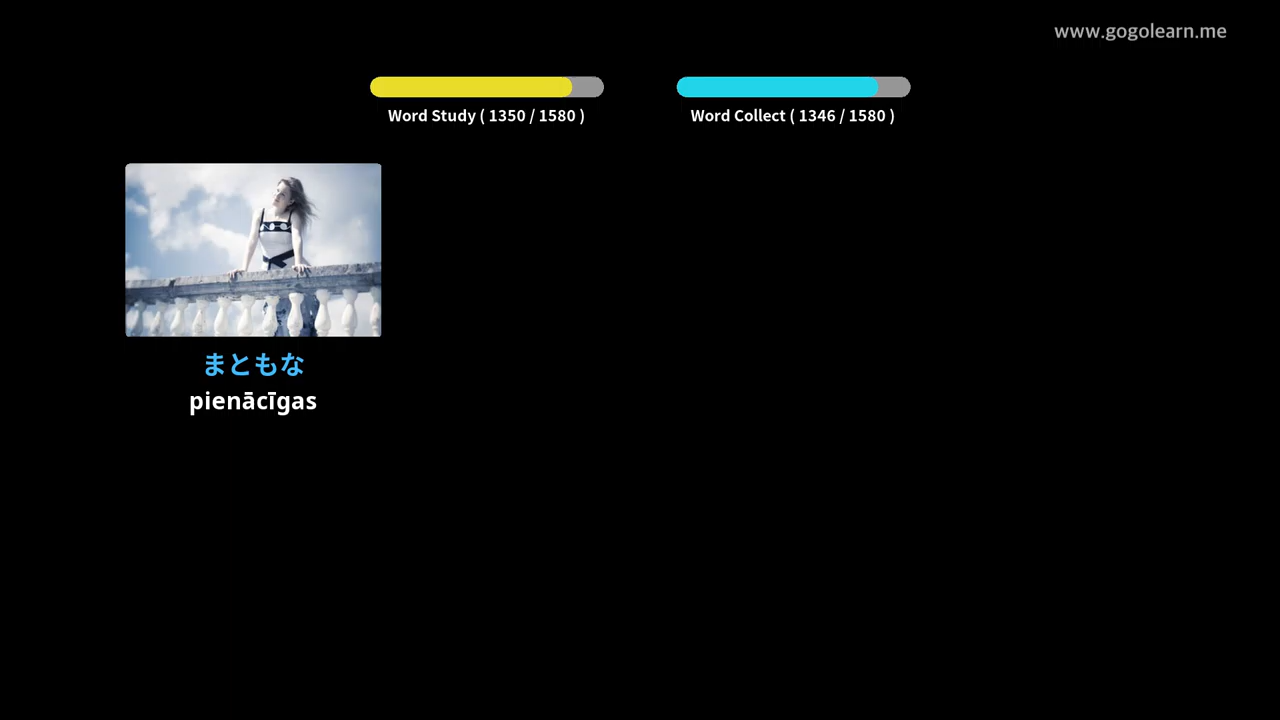 www.gogolearn.me
Word Study ( 1350 / 1580 )
Word Collect ( 1346 / 1580 )
まともな
pienācīgas